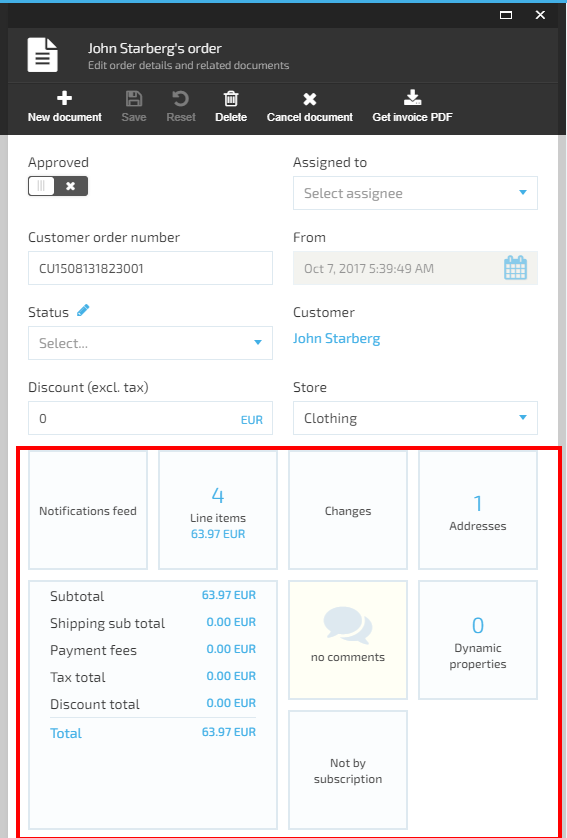 John Starberg's order
Edit order details and related documents
New document Save Reset Delete Cancel document Get invoice PDF
Approved
Assigned to
Select assignee
Customer order number
CU1508131823001
From
Oct 7, 2017 5:39:49 AM
Status
Select...
Customer
John Starberg
Discount (excl. tax)
0 EUR
Store
Clothing
Notifications feed
4
Line items
63.97 EUR
Changes
1
Addresses
Subtotal 63.97 EUR
Shipping sub total 0.00 EUR
Payment fees 0.00 EUR
Tax total 0.00 EUR
Discount total 0.00 EUR
Total 63.97 EUR
no comments
0
Dynamic
properties
Not by
subscription